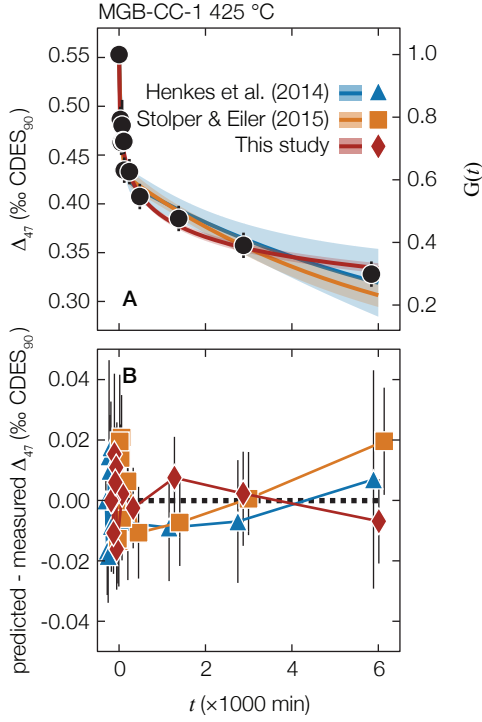 MGB-CC-1 425 °C
Δ47 (‰ CDES90)
0.55
0.50
0.45
0.40
0.35
0.30
Henkes et al. (2014)
Stolper & Eiler (2015)
This study
A
1.0
0.8
0.6
0.4
0.2
G(t)
predicted - measured Δ47 (‰ CDES90)
0.04
0.02
0.00
-0.02
-0.04
B
0 2 4 6
t (×1000 min)